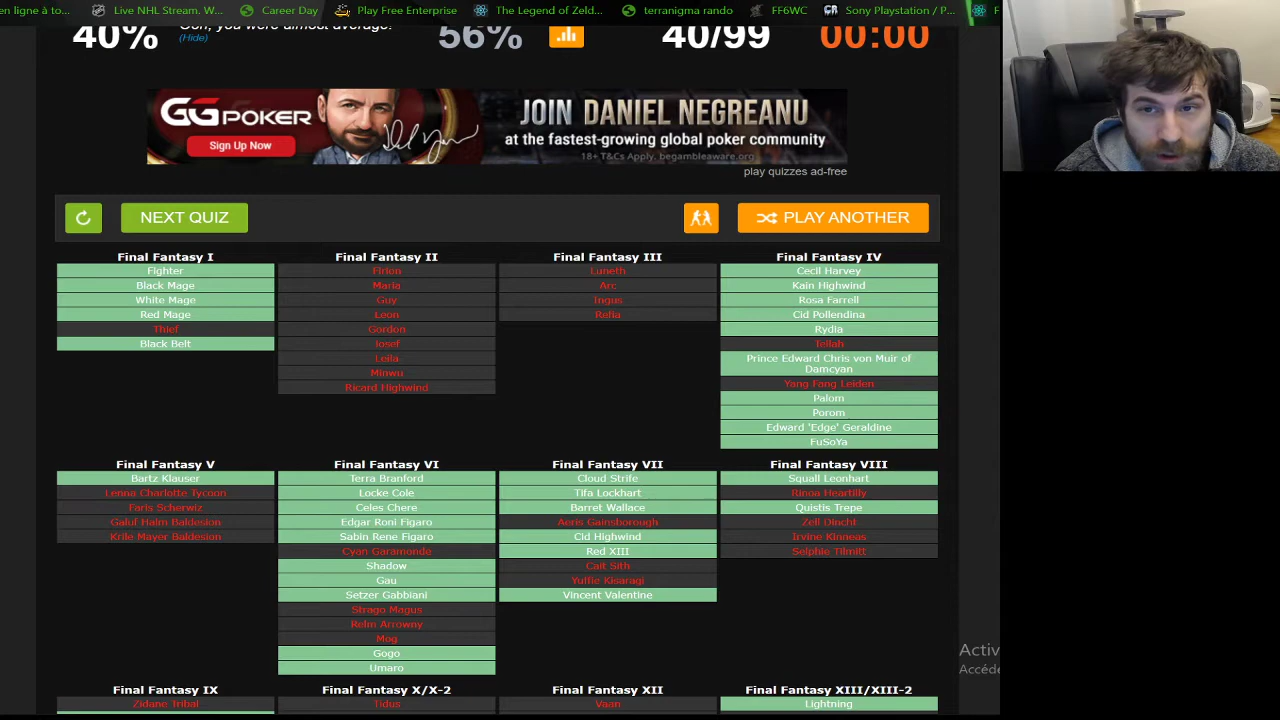 en ligne à to...
Live NHL Stream. W...
Career Day
Play Free Enterprise
The Legend of Zeld...
terranigma rando
FF6WC
Sony Playstation / P...
40%
(Hide)
56%
40/99
00:00
GGPOKER
Sign Up Now
JOIN DANIEL NEGREANU
at the fastest-growing global poker community
18+ T&Cs Apply. begambleaware.org
play quizzes ad-free
NEXT QUIZ
PLAY ANOTHER
Final Fantasy I
Fighter
Black Mage
White Mage
Red Mage
Thief
Black Belt
Final Fantasy II
Firion
Maria
Guy
Leon
Gordon
Josef
Leila
Minwu
Ricard Highwind
Final Fantasy III
Luneth
Arc
Ingus
Refia
Final Fantasy IV
Cecil Harvey
Kain Highwind
Rosa Farrell
Cid Pollendina
Rydia
Tellah
Prince Edward Chris von Muir of
Damcyan
Yang Fang Leiden
Palom
Porom
Edward 'Edge' Geraldine
FuSoYa
Final Fantasy V
Bartz Klauser
Lenna Charlotte Tycoon
Faris Scherwiz
Galuf Halm Baldesion
Krile Mayer Baldesion
Final Fantasy VI
Terra Branford
Locke Cole
Celes Chere
Edgar Roni Figaro
Sabin Rene Figaro
Cyan Garamonde
Shadow
Gau
Setzer Gabbiani
Strago Magus
Relm Arrowny
Mog
Gogo
Umaro
Final Fantasy VII
Cloud Strife
Tifa Lockhart
Barret Wallace
Aeris Gainsborough
Cid Highwind
Red XIII
Cait Sith
Yuffie Kisaragi
Vincent Valentine
Final Fantasy VIII
Squall Leonhart
Rinoa Heartilly
Quistis Trepe
Zell Dincht
Irvine Kinneas
Selphie Tilmitt
Final Fantasy IX
Zidane Tribal
Final Fantasy X/X-2
Tidus
Final Fantasy XII
Vaan
Final Fantasy XIII/XIII-2
Lightning
Activ
Accéde